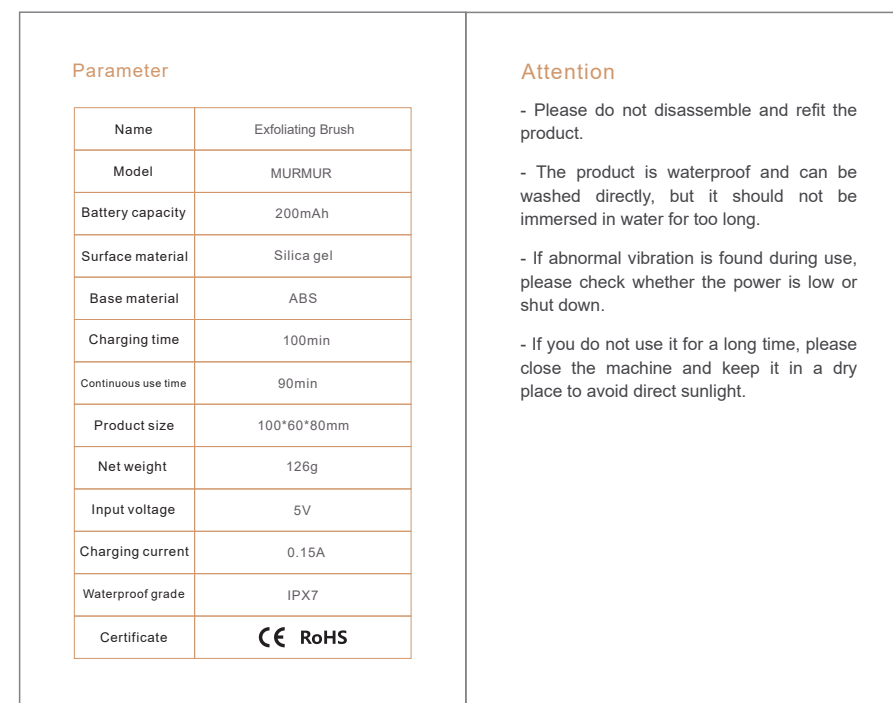 Parameter
Name Exfoliating Brush
Model MURMUR
Battery capacity 200mAh
Surface material Silica gel
Base material ABS
Charging time 100min
Continuous use time 90min
Product size 100*60*80mm
Net weight 126g
Input voltage 5V
Charging current 0.15A
Waterproof grade IPX7
Certificate CE RoHS
Attention
- Please do not disassemble and refit the
product.
- The product is waterproof and can be
washed directly, but it should not be
immersed in water for too long.
- If abnormal vibration is found during use,
please check whether the power is low or
shut down.
- If you do not use it for a long time, please
close the machine and keep it in a dry
place to avoid direct sunlight.